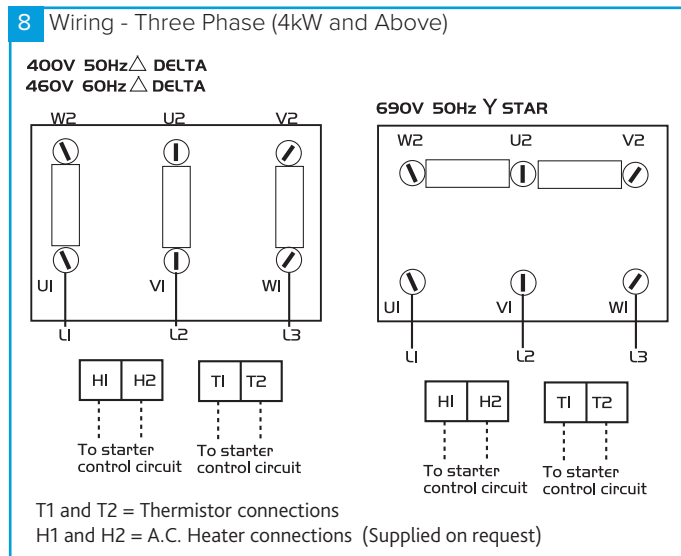 8 Wiring - Three Phase (4kW and Above)
400V 50Hz △ DELTA
460V 60Hz △ DELTA
W2 U2 V2
U1 V1 W1
L1 L2 L3
H1 H2 T1 T2
To starter
control circuit
To starter
control circuit
690V 50Hz Y STAR
W2 U2 V2
U1 V1 W1
L1 L2 L3
H1 H2 T1 T2
To starter
control circuit
To starter
control circuit
T1 and T2 = Thermistor connections
H1 and H2 = A.C. Heater connections (Supplied on request)